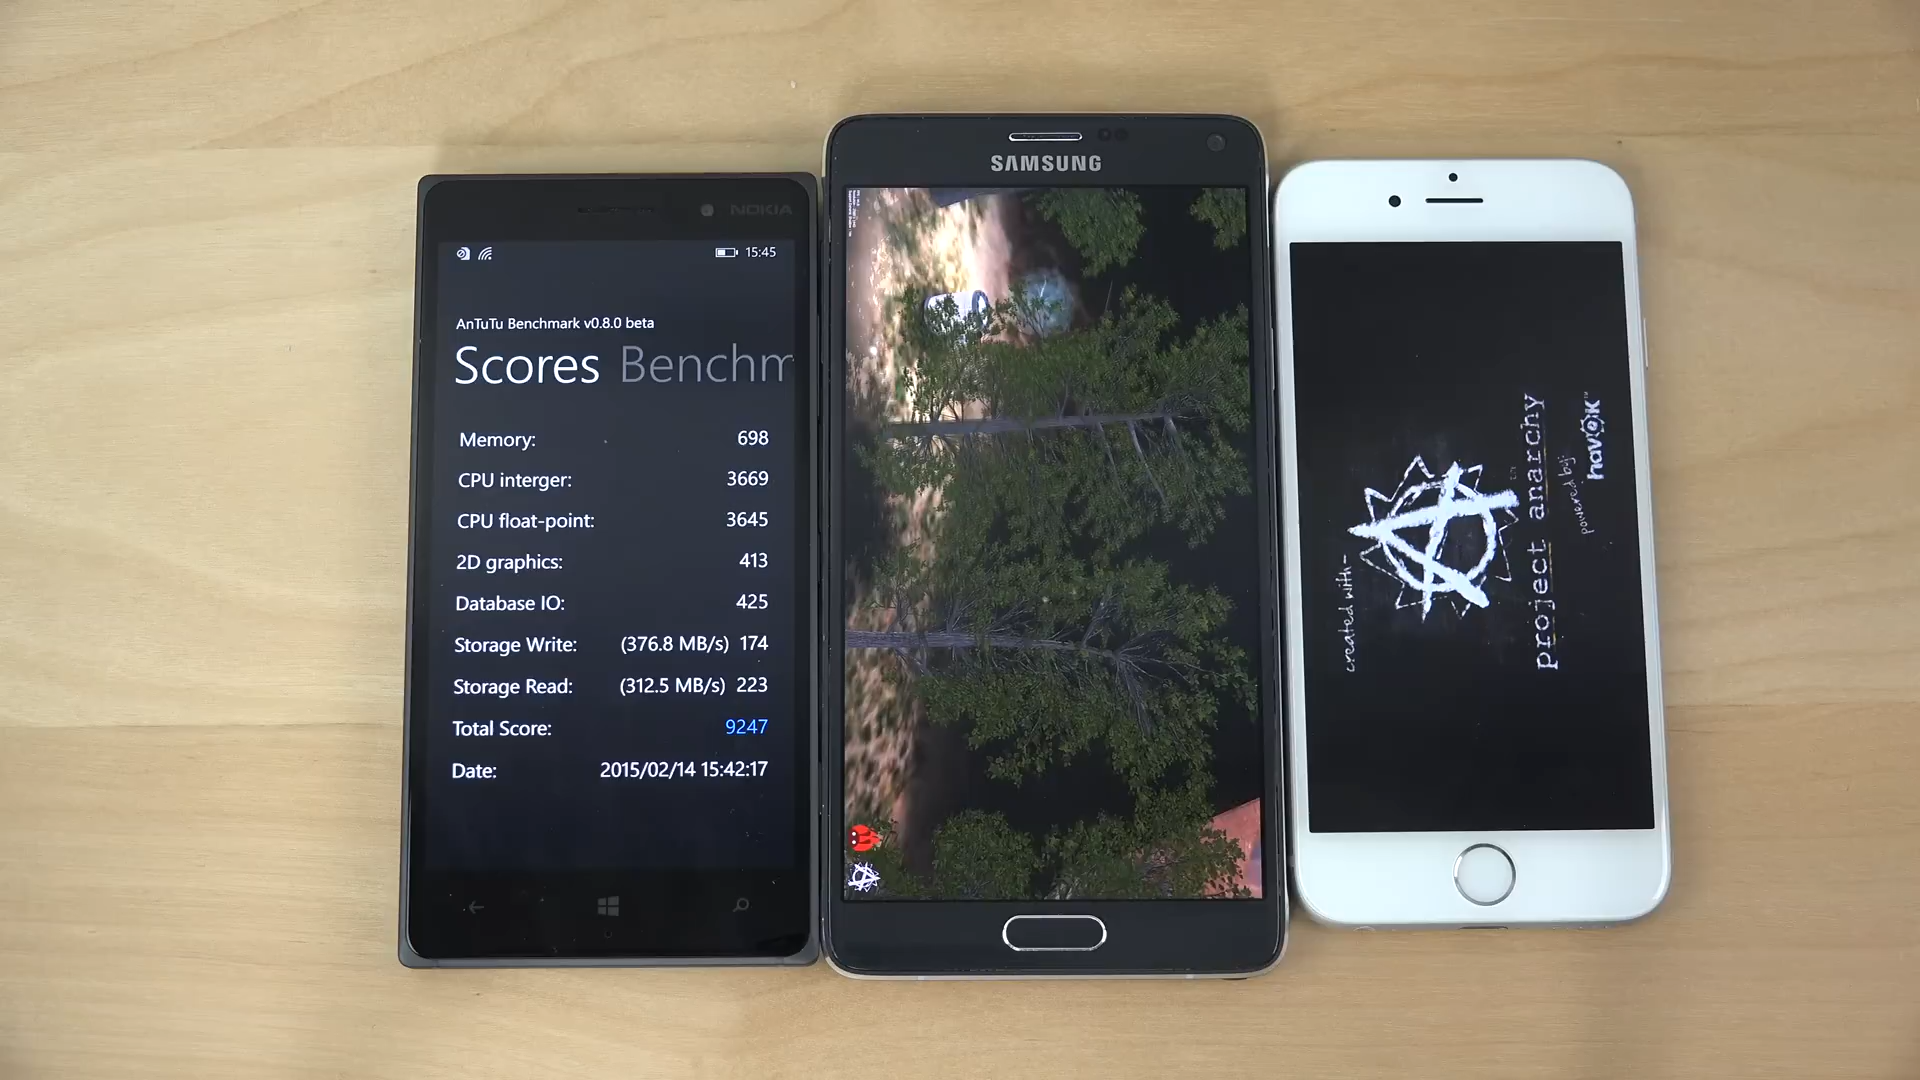 NOKIA
15:45
AnTuTu Benchmark v0.8.0 beta
Scores Benchm
Memory: 698
CPU interger: 3669
CPU float-point: 3645
2D graphics: 413
Database IO: 425
Storage Write: (376.8 MB/s) 174
Storage Read: (312.5 MB/s) 223
Total Score: 9247
Date: 2015/02/14 15:42:17
SAMSUNG
created with-
project anarchy
powered by:
havok™